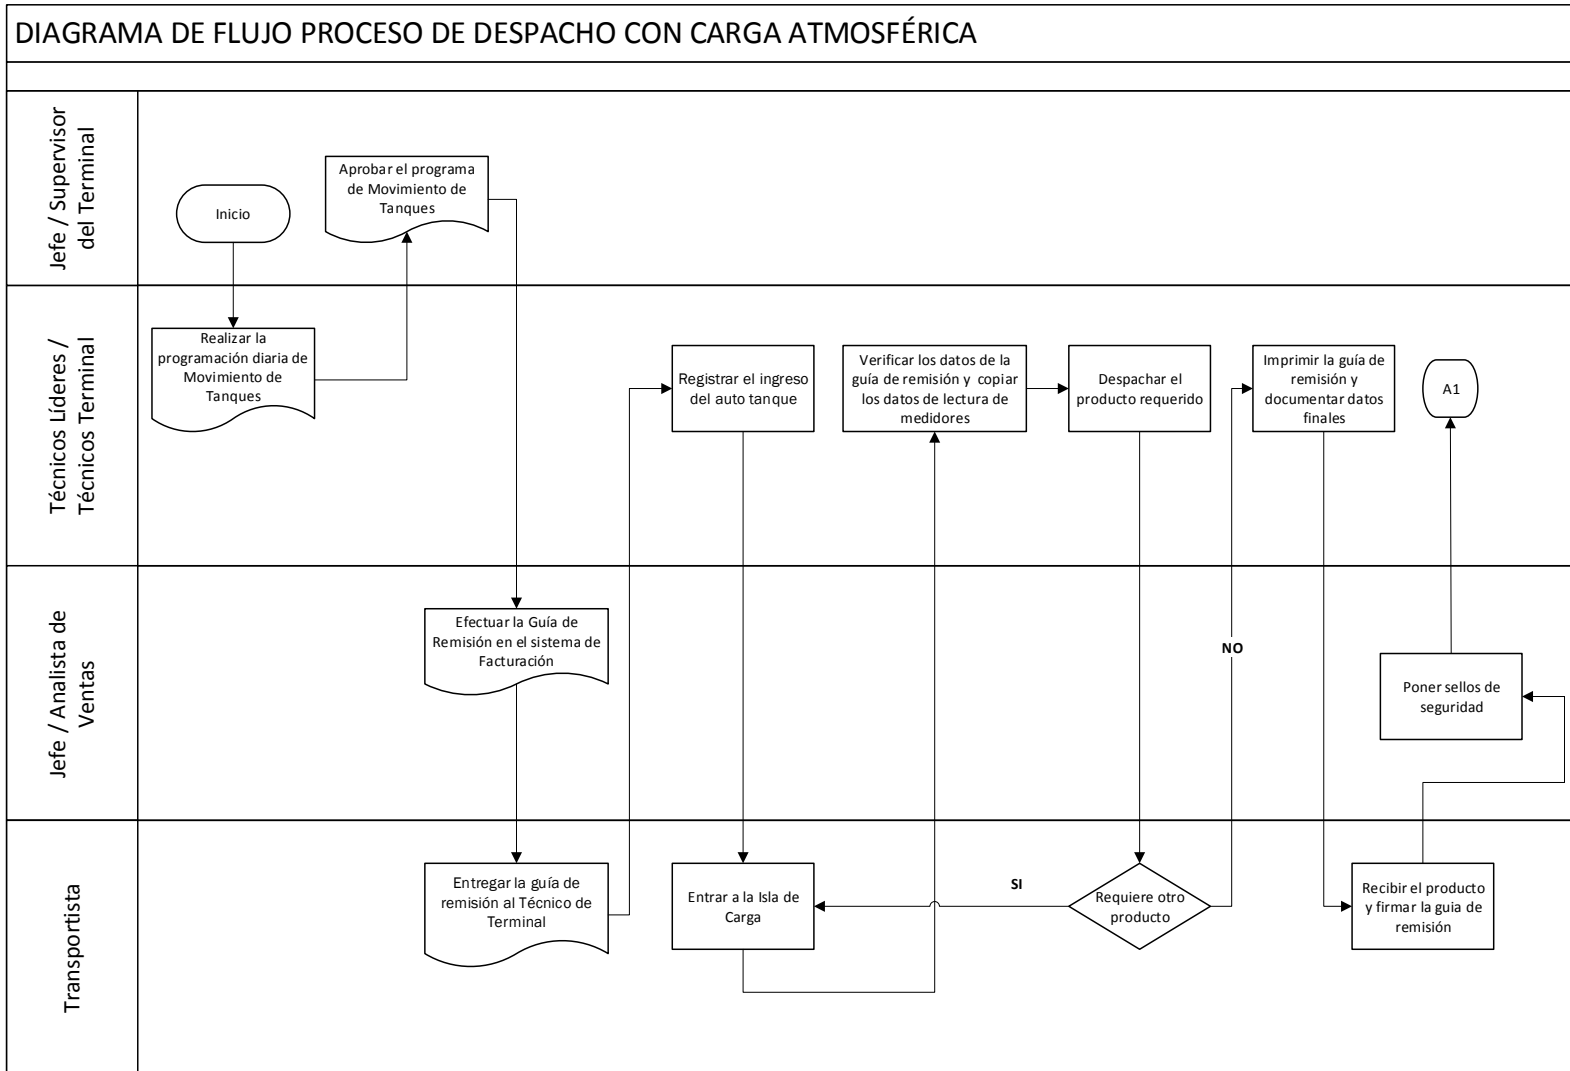 DIAGRAMA DE FLUJO PROCESO DE DESPACHO CON CARGA ATMOSFÉRICA
Jefe / Supervisor
del Terminal
Inicio
Aprobar el programa
de Movimiento de
Tanques
Técnicos Líderes /
Técnicos Terminal
Realizar la
programación diaria de
Movimiento de
Tanques
Registrar el ingreso
del auto tanque
Verificar los datos de la
guía de remisión y copiar
los datos de lectura de
medidores
Despachar el
producto requerido
Imprimir la guía de
remisión y
documentar datos
finales
A1
Jefe / Analista de
Ventas
Efectuar la Guía de
Remisión en el sistema de
Facturación
NO
Poner sellos de
seguridad
Transportista
Entregar la guía de
remisión al Técnico de
Terminal
Entrar a la Isla de
Carga
SI
Requiere otro
producto
Recibir el producto
y firmar la guia de
remisión